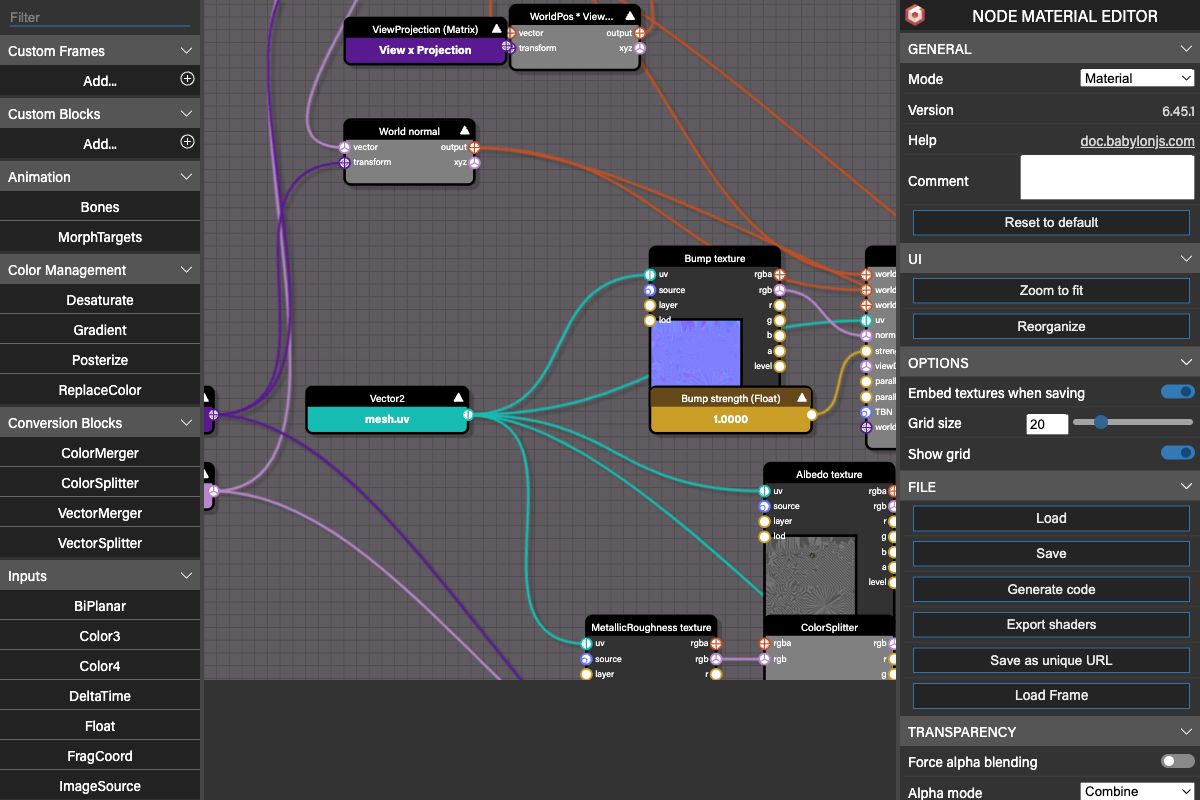 Filter
Custom Frames
Add...
Custom Blocks
Add...
Animation
Bones
MorphTargets
Color Management
Desaturate
Gradient
Posterize
ReplaceColor
Conversion Blocks
ColorMerger
ColorSplitter
VectorMerger
VectorSplitter
Inputs
BiPlanar
Color3
Color4
DeltaTime
Float
FragCoord
ImageSource
ViewProjection (Matrix)
View x Projection
WorldPos * View...
vector output
transform xyz
World normal
vector output
transform xyz
Bump texture
uv rgba
source rgb
layer r
lod g
b
a
level
Bump strength (Float)
1.0000
world
world
world
uv
norm
streng
viewD
parall
parall
TBN
world
Vector2
mesh.uv
Albedo texture
uv rgba
source rgb
layer r
lod g
b
a
level
MetallicRoughness texture
uv rgba
source rgb
layer r
ColorSplitter
rgba rgb
rgb r
g
NODE MATERIAL EDITOR
GENERAL
Mode Material
Version 6.45.1
Help doc.babylonjs.com
Comment
Reset to default
UI
Zoom to fit
Reorganize
OPTIONS
Embed textures when saving
Grid size 20
Show grid
FILE
Load
Save
Generate code
Export shaders
Save as unique URL
Load Frame
TRANSPARENCY
Force alpha blending
Alpha mode Combine